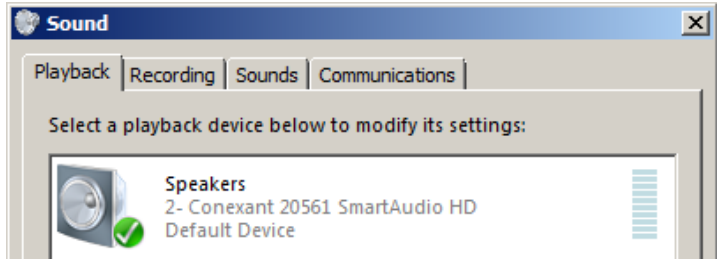 Sound
Playback Recording Sounds Communications
Select a playback device below to modify its settings:
Speakers
2- Conexant 20561 SmartAudio HD
Default Device